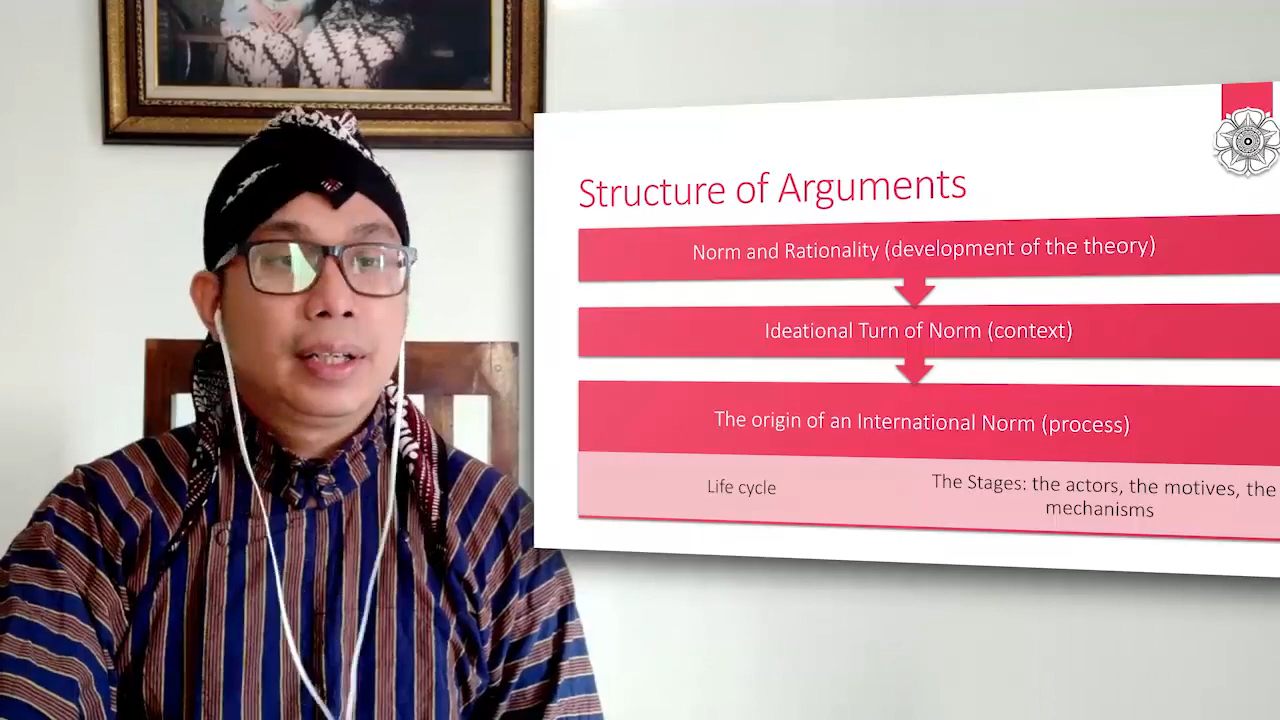 Structure of Arguments
Norm and Rationality (development of the theory)
Ideational Turn of Norm (context)
The origin of an International Norm (process)
Life cycle
The Stages: the actors, the motives, the
mechanisms